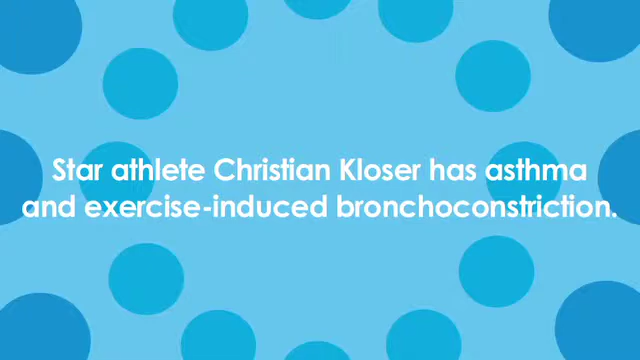 Star athlete Christian Kloser has asthma
and exercise-induced bronchoconstriction.